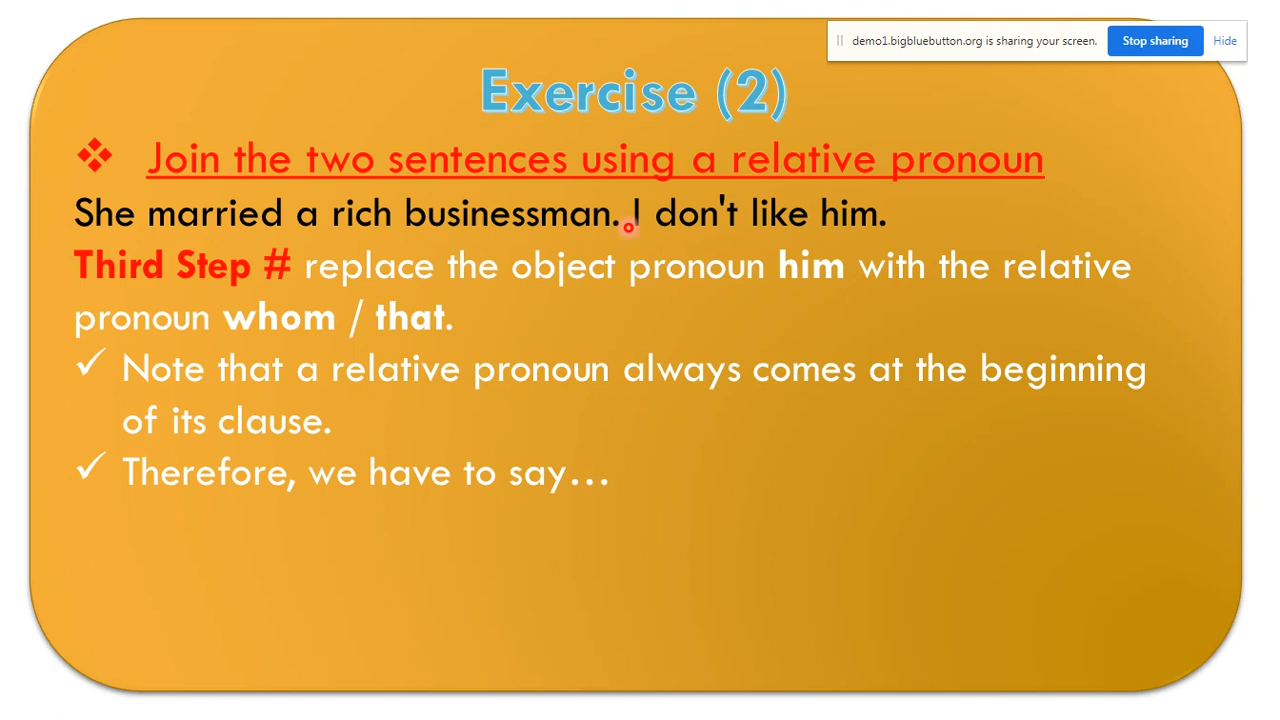 demo1.bigbluebutton.org is sharing your screen. Stop sharing Hide
Exercise (2)
❖ Join the two sentences using a relative pronoun
She married a rich businessman. I don't like him.
Third Step # replace the object pronoun him with the relative
pronoun whom / that.
✓ Note that a relative pronoun always comes at the beginning
of its clause.
✓ Therefore, we have to say…